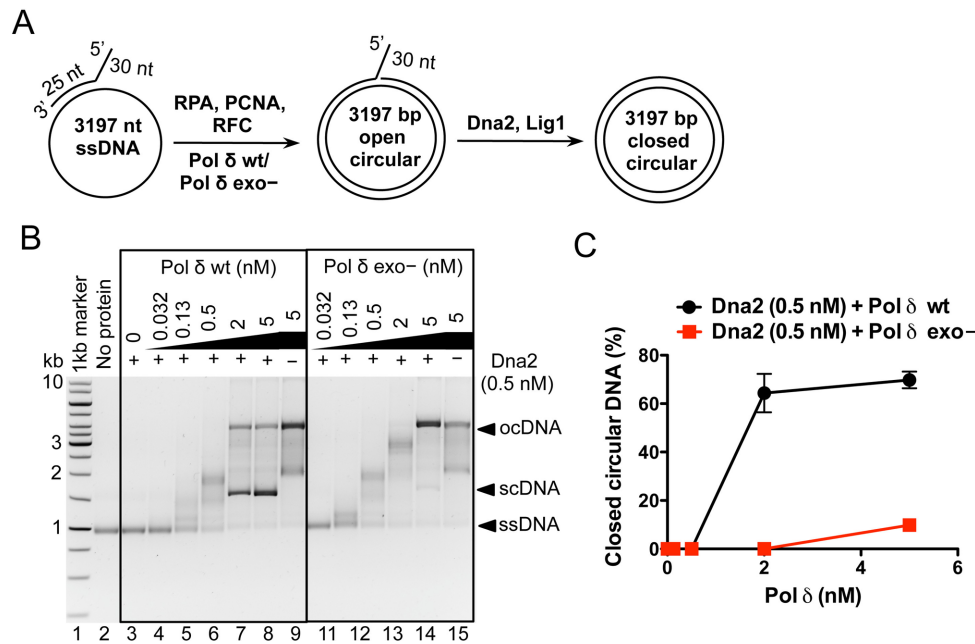 A
5'
30 nt
25 nt
3'
3197 nt
ssDNA
RPA, PCNA,
RFC
Pol δ wt/
Pol δ exo−
5'
30 nt
3197 bp
open
circular
Dna2, Lig1
3197 bp
closed
circular
B
1kb marker
No protein
Pol δ wt (nM)
0
0.032
0.13
0.5
2
5
5
Pol δ exo− (nM)
0.032
0.13
0.5
2
5
5
kb
+ + + + + + −
+ + + + + −
Dna2
(0.5 nM)
10
3
2
1
ocDNA
scDNA
ssDNA
1 2 3 4 5 6 7 8 9 11 12 13 14 15
C
Dna2 (0.5 nM) + Pol δ wt
Dna2 (0.5 nM) + Pol δ exo−
Closed circular DNA (%)
80
60
40
20
0
0 2 4 6
Pol δ (nM)